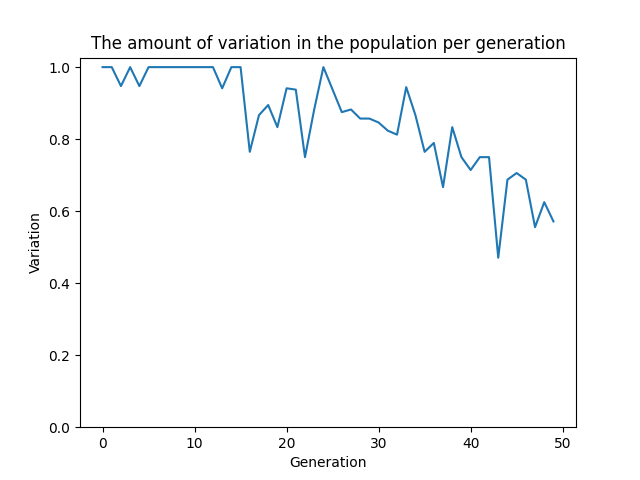 The amount of variation in the population per generation
1.0
0.8
0.6
0.4
0.2
0.0
Variation
0 10 20 30 40 50
Generation